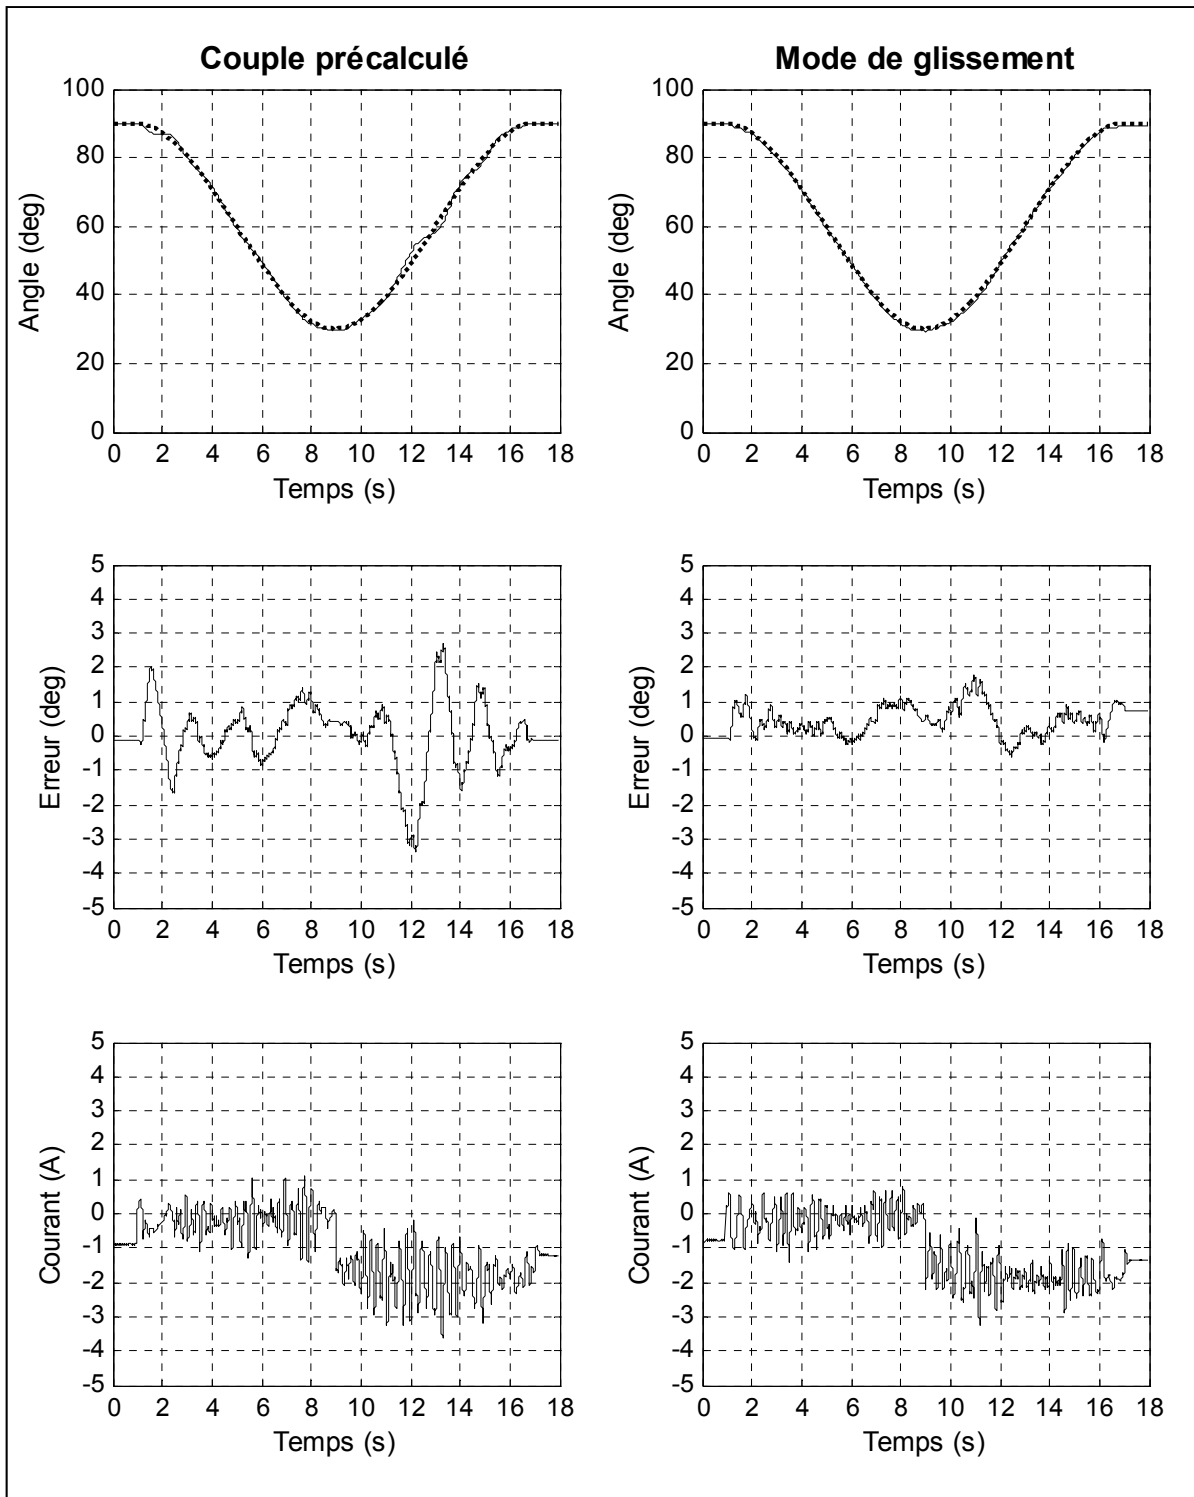 Couple précalculé
Mode de glissement
100
80
60
40
20
0
Angle (deg)
0 2 4 6 8 10 12 14 16 18
Temps (s)
100
80
60
40
20
0
Angle (deg)
0 2 4 6 8 10 12 14 16 18
Temps (s)
5
4
3
2
1
0
-1
-2
-3
-4
-5
Erreur (deg)
0 2 4 6 8 10 12 14 16 18
Temps (s)
5
4
3
2
1
0
-1
-2
-3
-4
-5
Erreur (deg)
0 2 4 6 8 10 12 14 16 18
Temps (s)
5
4
3
2
1
0
-1
-2
-3
-4
-5
Courant (A)
0 2 4 6 8 10 12 14 16 18
Temps (s)
5
4
3
2
1
0
-1
-2
-3
-4
-5
Courant (A)
0 2 4 6 8 10 12 14 16 18
Temps (s)